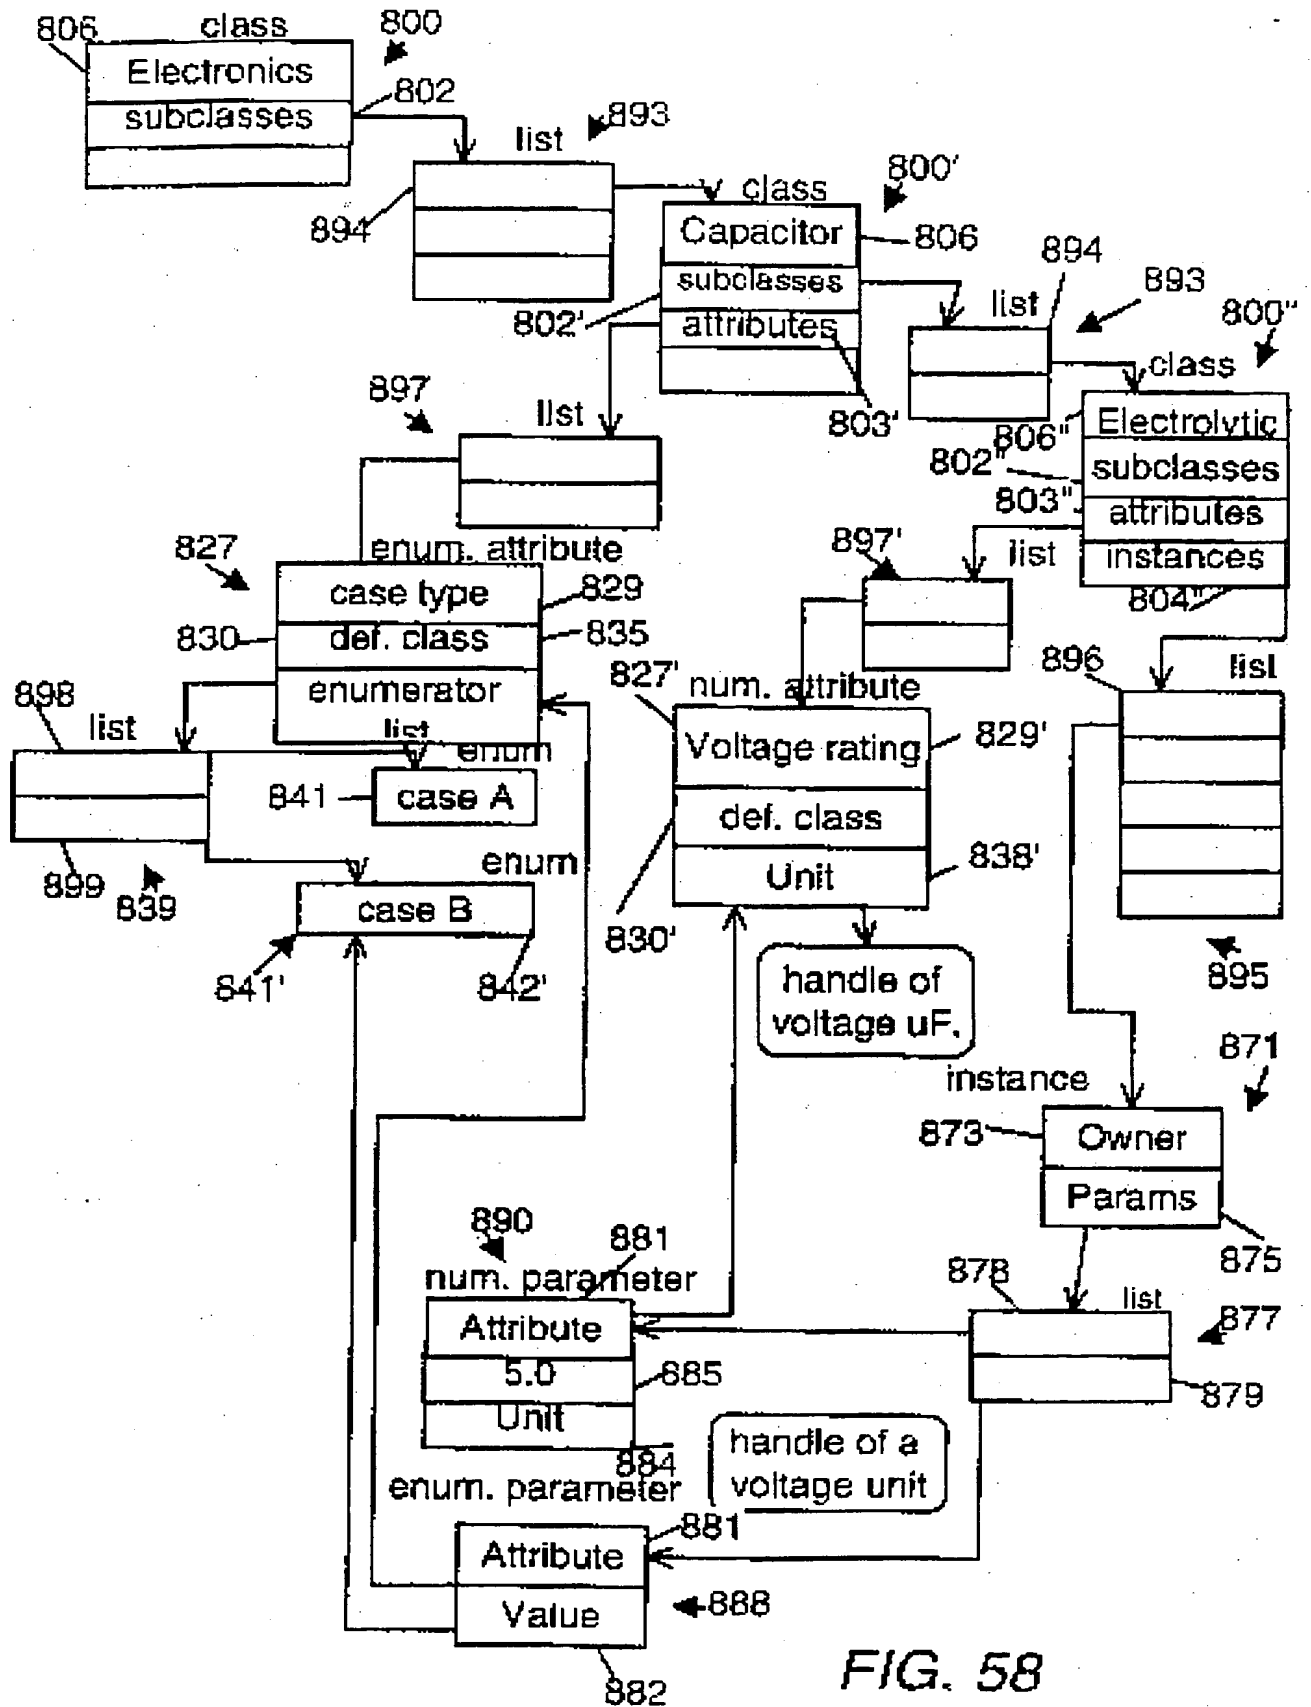 806
class
800
Electronics
802
subclasses
893
list
800'
class
894
Capacitor
806
894
subclasses
893
802'
list
800"
attributes
class
897
list
803'
806"
Electrolytic
802"
subclasses
803"
attributes
enum. attribute
897'
list
instances
827
804"
case type
829
830
def. class
835
896
list
827'
num. attribute
enumerator
898
list
list
enum
Voltage rating
829'
841
case A
def. class
enum
838'
899
839
Unit
case B
830'
895
841'
842'
handle of
voltage uF.
871
instance
873
Owner
Params
890
881
875
num. parameter
878
list
Attribute
877
5.0
885
879
Unit
handle of a
884
voltage unit
enum. parameter
881
Attribute
888
Value
882
FIG. 58